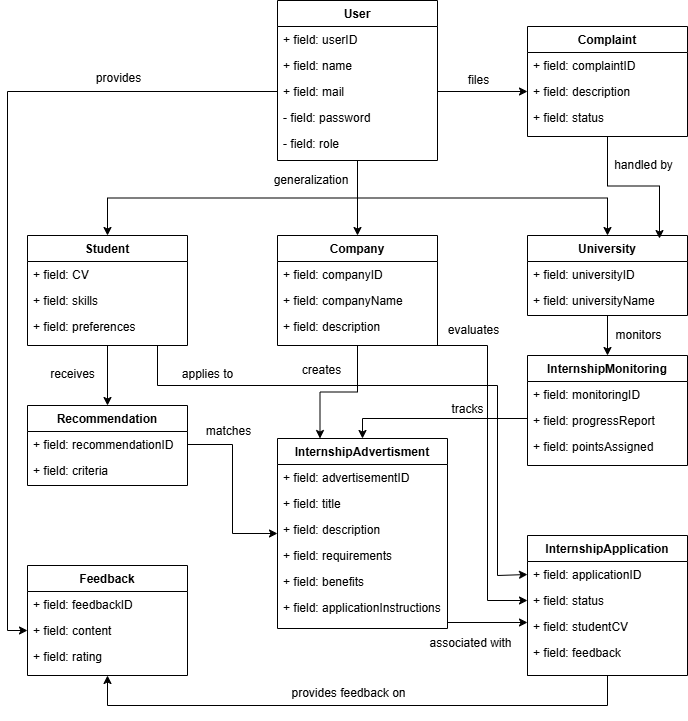 User
+ field: userID
+ field: name
+ field: mail
- field: password
- field: role
Complaint
+ field: complaintID
+ field: description
+ field: status
provides
files
generalization
handled by
Student
+ field: CV
+ field: skills
+ field: preferences
Company
+ field: companyID
+ field: companyName
+ field: description
University
+ field: universityID
+ field: universityName
evaluates
monitors
receives
applies to
creates
InternshipMonitoring
+ field: monitoringID
+ field: progressReport
+ field: pointsAssigned
tracks
Recommendation
+ field: recommendationID
+ field: criteria
matches
InternshipAdvertisment
+ field: advertisementID
+ field: title
+ field: description
+ field: requirements
+ field: benefits
+ field: applicationInstructions
InternshipApplication
+ field: applicationID
+ field: status
+ field: studentCV
+ field: feedback
Feedback
+ field: feedbackID
+ field: content
+ field: rating
associated with
provides feedback on